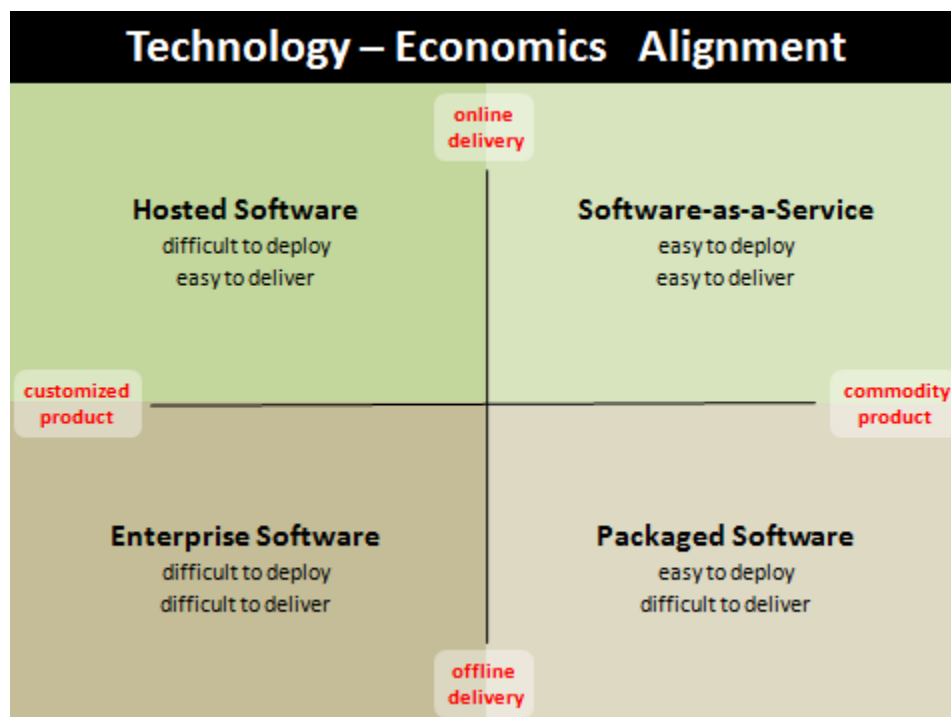 Technology – Economics Alignment
online
delivery
Hosted Software
difficult to deploy
easy to deliver
Software-as-a-Service
easy to deploy
easy to deliver
customized
product
commodity
product
Enterprise Software
difficult to deploy
difficult to deliver
Packaged Software
easy to deploy
difficult to deliver
offline
delivery